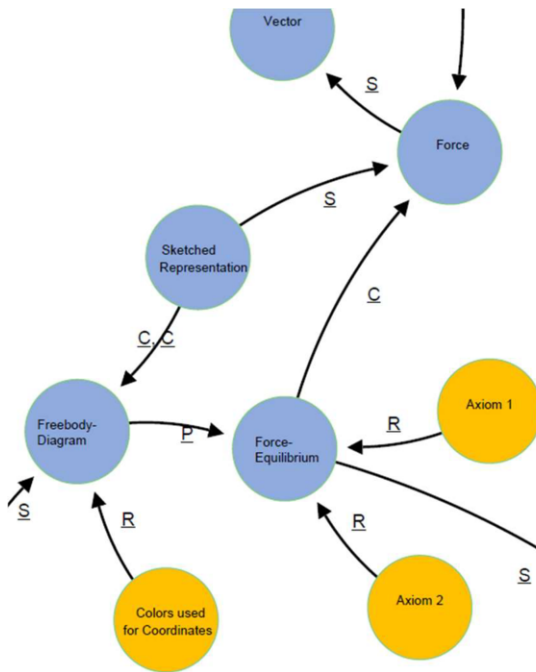 Vector
S
Force
S
Sketched
Representation
C
C, C
Axiom 1
Freebody-
Diagram
P
Force-
Equilibrium
R
S
R
R
S
Colors used
for Coordinates
Axiom 2